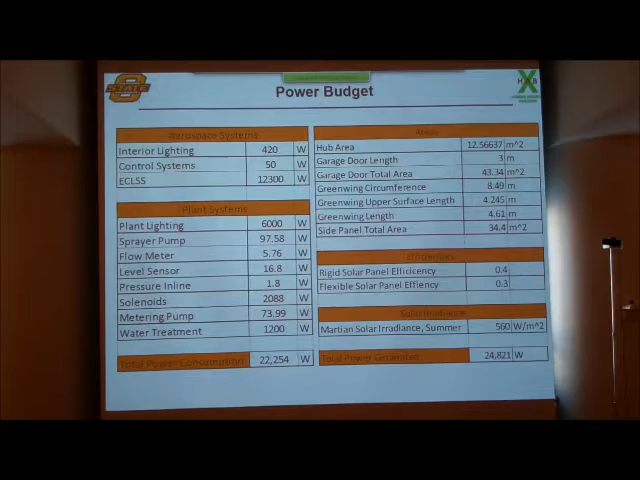 STATE
Power Budget
X
HAB
Aerospace Systems
Interior Lighting 420 W
Control Systems 50 W
ECLSS 12300 W
Plant Systems
Plant Lighting 6000 W
Sprayer Pump 97.58 W
Flow Meter 5.76 W
Level Sensor 16.8 W
Pressure Inline 1.8 W
Solenoids 2088 W
Metering Pump 73.99 W
Water Treatment 1200 W
Total Power Consumption 22,254 W
Areas
Hub Area 12.56637 m^2
Garage Door Length 3 m
Garage Door Total Area 43.34 m^2
Greenwing Circumference 8.49 m
Greenwing Upper Surface Length 4.245 m
Greenwing Length 4.61 m
Side Panel Total Area 34.4 m^2
Efficiencies
Rigid Solar Panel Efficicency 0.4
Flexible Solar Panel Effiency 0.3
Solar Irradiance
Martian Solar Irradiance, Summer 560 W/m^2
Total Power Generated 24,821 W